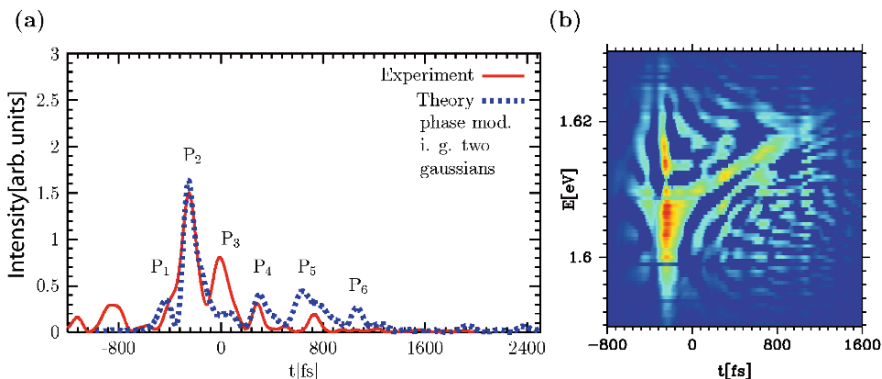 (a)
(b)
Intensity[arb.units]
3
2.5
2
1.5
1
0.5
0
Experiment
Theory
phase mod.
i. g. two
gaussians
P2
P1
P3
P4
P5
P6
-800
0
800
1600
2400
t|fs|
E[eV]
1.62
1.6
-800
0
800
1600
t[fs]